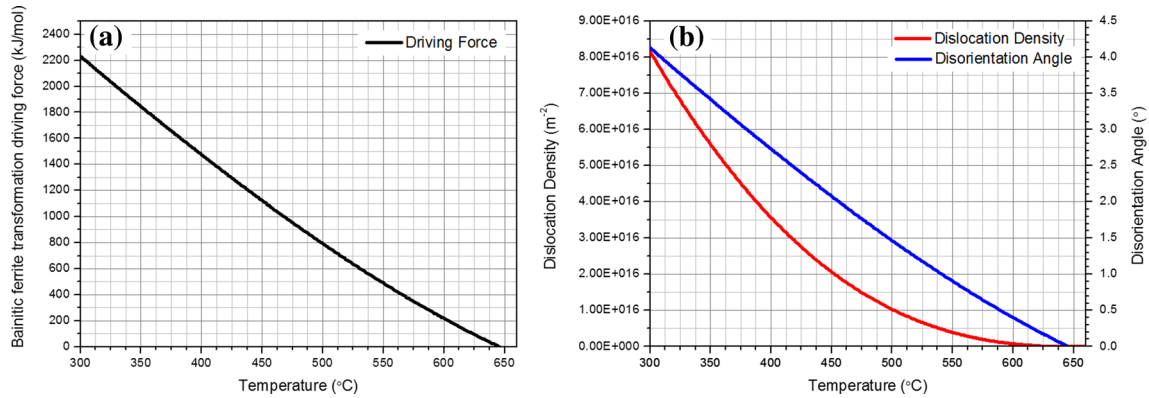 (a)
Driving Force
Bainitic ferrite transformation driving force (kJ/mol)
2400
2200
2000
1800
1600
1400
1200
1000
800
600
400
200
0
300 350 400 450 500 550 600 650
Temperature (°C)
(b)
Dislocation Density
Disorientation Angle
Dislocation Density (m⁻²)
9.00E+016
8.00E+016
7.00E+016
6.00E+016
5.00E+016
4.00E+016
3.00E+016
2.00E+016
1.00E+016
0.00E+000
300 350 400 450 500 550 600 650
Temperature (°C)
4.5
4.0
3.5
3.0
2.5
2.0
1.5
1.0
0.5
0.0
Disorientation Angle (°)